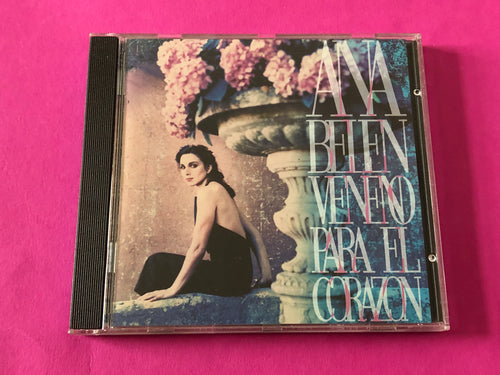 ANA
BELEN
VENENO
PARA EL
CORAZON